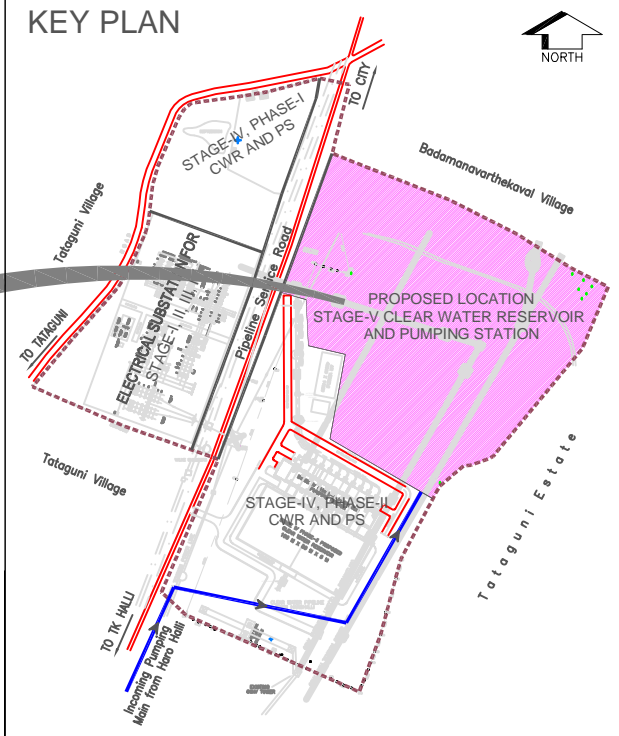 KEY PLAN
NORTH
TO CITY
STAGE-IV, PHASE-I
CWR AND PS
Badamanavarthekaval Village
Tataguni Village
Pipeline Service Road
ELECTRICAL SUBSTATION FOR
STAGE-I, II, III,
PROPOSED LOCATION
STAGE-V CLEAR WATER RESERVOIR
AND PUMPING STATION
TO TATAGUNI
Tataguni Village
STAGE-IV, PHASE-II
CWR AND PS
Tataguni Estate
TO TK HALLI
Incoming Pumping
Main from Haro Halli